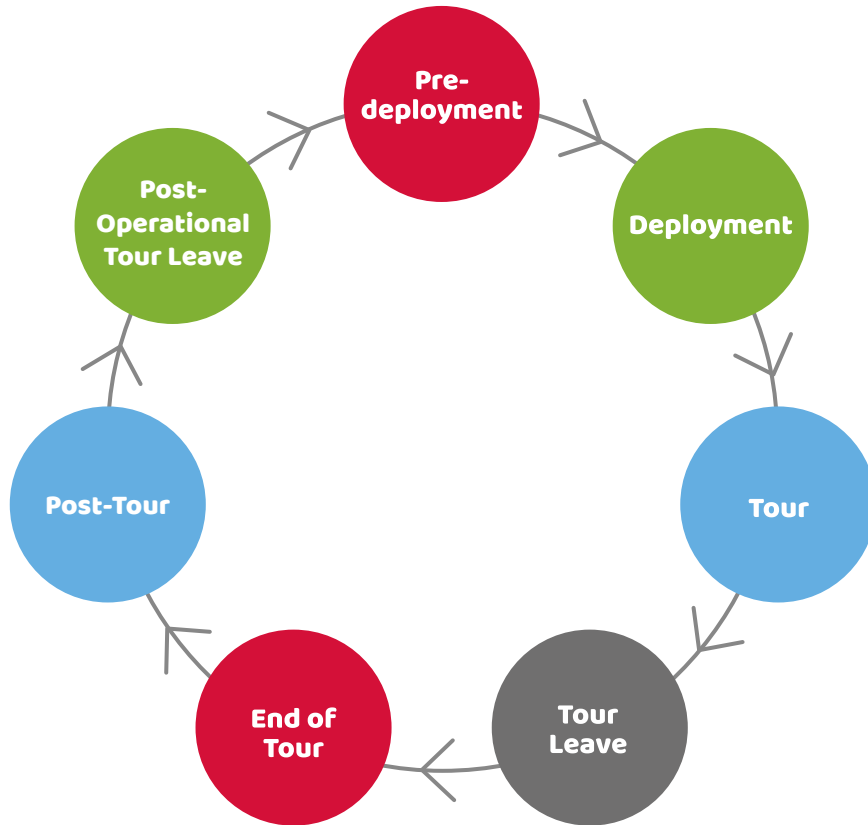 Pre-
deployment
Deployment
Tour
Tour
Leave
End of
Tour
Post-Tour
Post-
Operational
Tour Leave